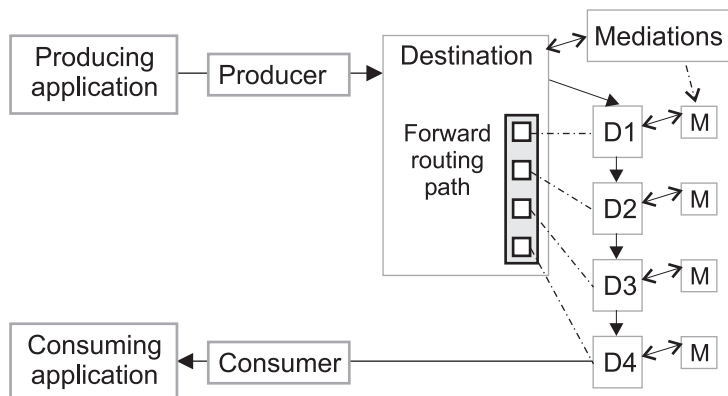 Producing
application
Producer
Destination
Mediations
Forward
routing
path
D1
M
D2
M
D3
M
D4
M
Consuming
application
Consumer